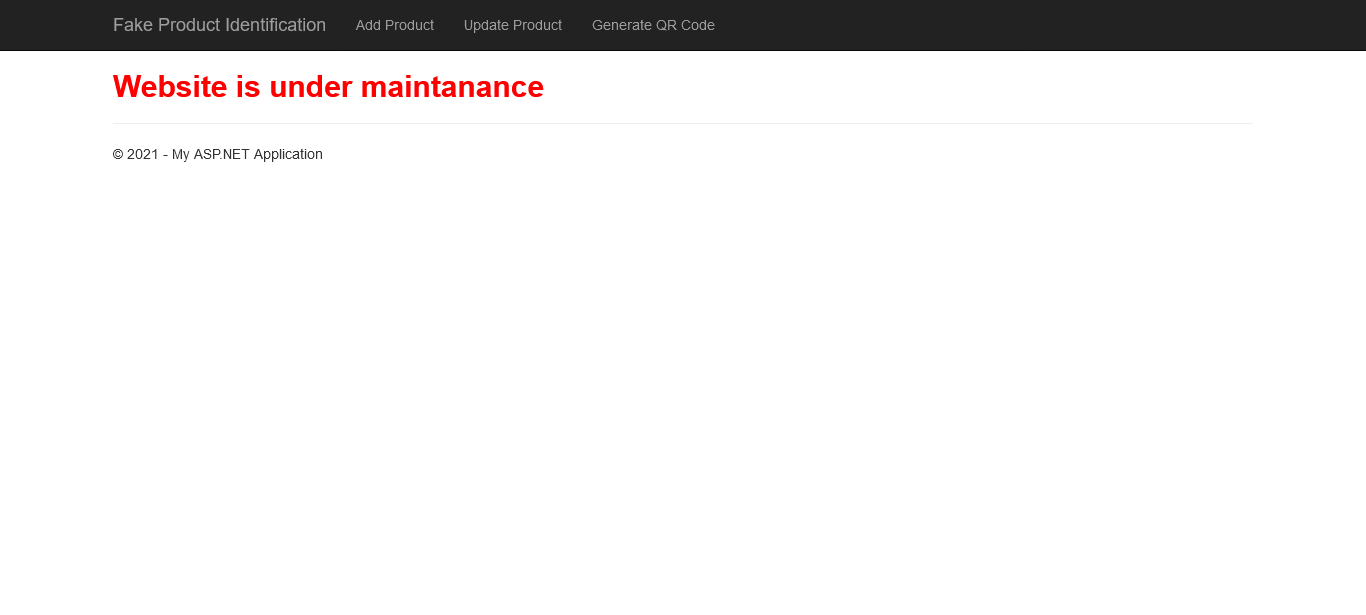 Fake Product Identification Add Product Update Product Generate QR Code
Website is under maintanance
© 2021 - My ASP.NET Application